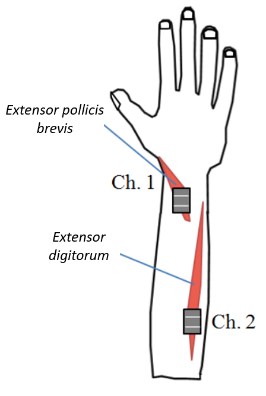 Extensor pollicis
brevis
Ch. 1
Extensor
digitorum
Ch. 2